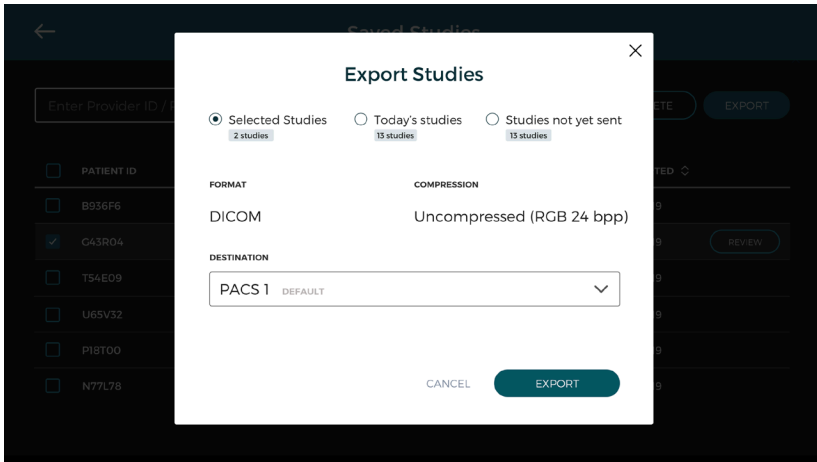 Saved Studies
Export Studies
Enter Provider ID / P
ETE
EXPORT
Selected Studies
2 studies
Today's studies
13 studies
Studies not yet sent
13 studies
PATIENT ID
TED
FORMAT
COMPRESSION
B936F6
9
DICOM
Uncompressed (RGB 24 bpp)
G43R04
9
REVIEW
DESTINATION
T54E09
9
PACS 1 DEFAULT
U65V32
9
P18T00
9
CANCEL
EXPORT
N77L78
9